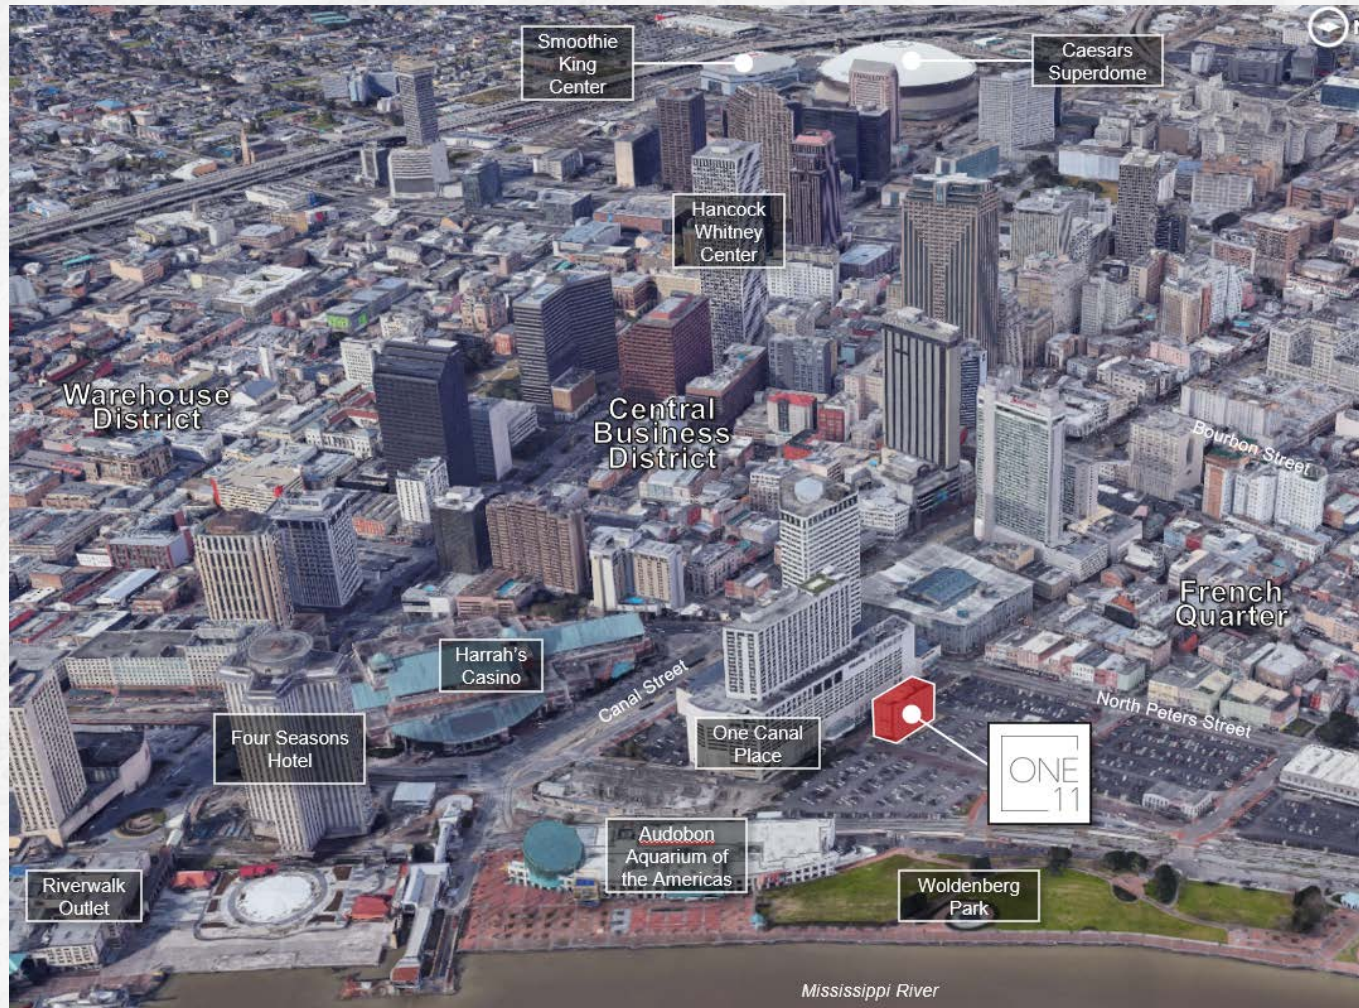 Smoothie
King
Center
Caesars
Superdome
Hancock
Whitney
Center
Warehouse
District
Central
Business
District
Bourbon Street
French
Quarter
Harrah's
Casino
Canal Street
North Peters Street
Four Seasons
Hotel
One Canal
Place
ONE
11
Audobon
Aquarium of
the Americas
Riverwalk
Outlet
Woldenberg
Park
Mississippi River